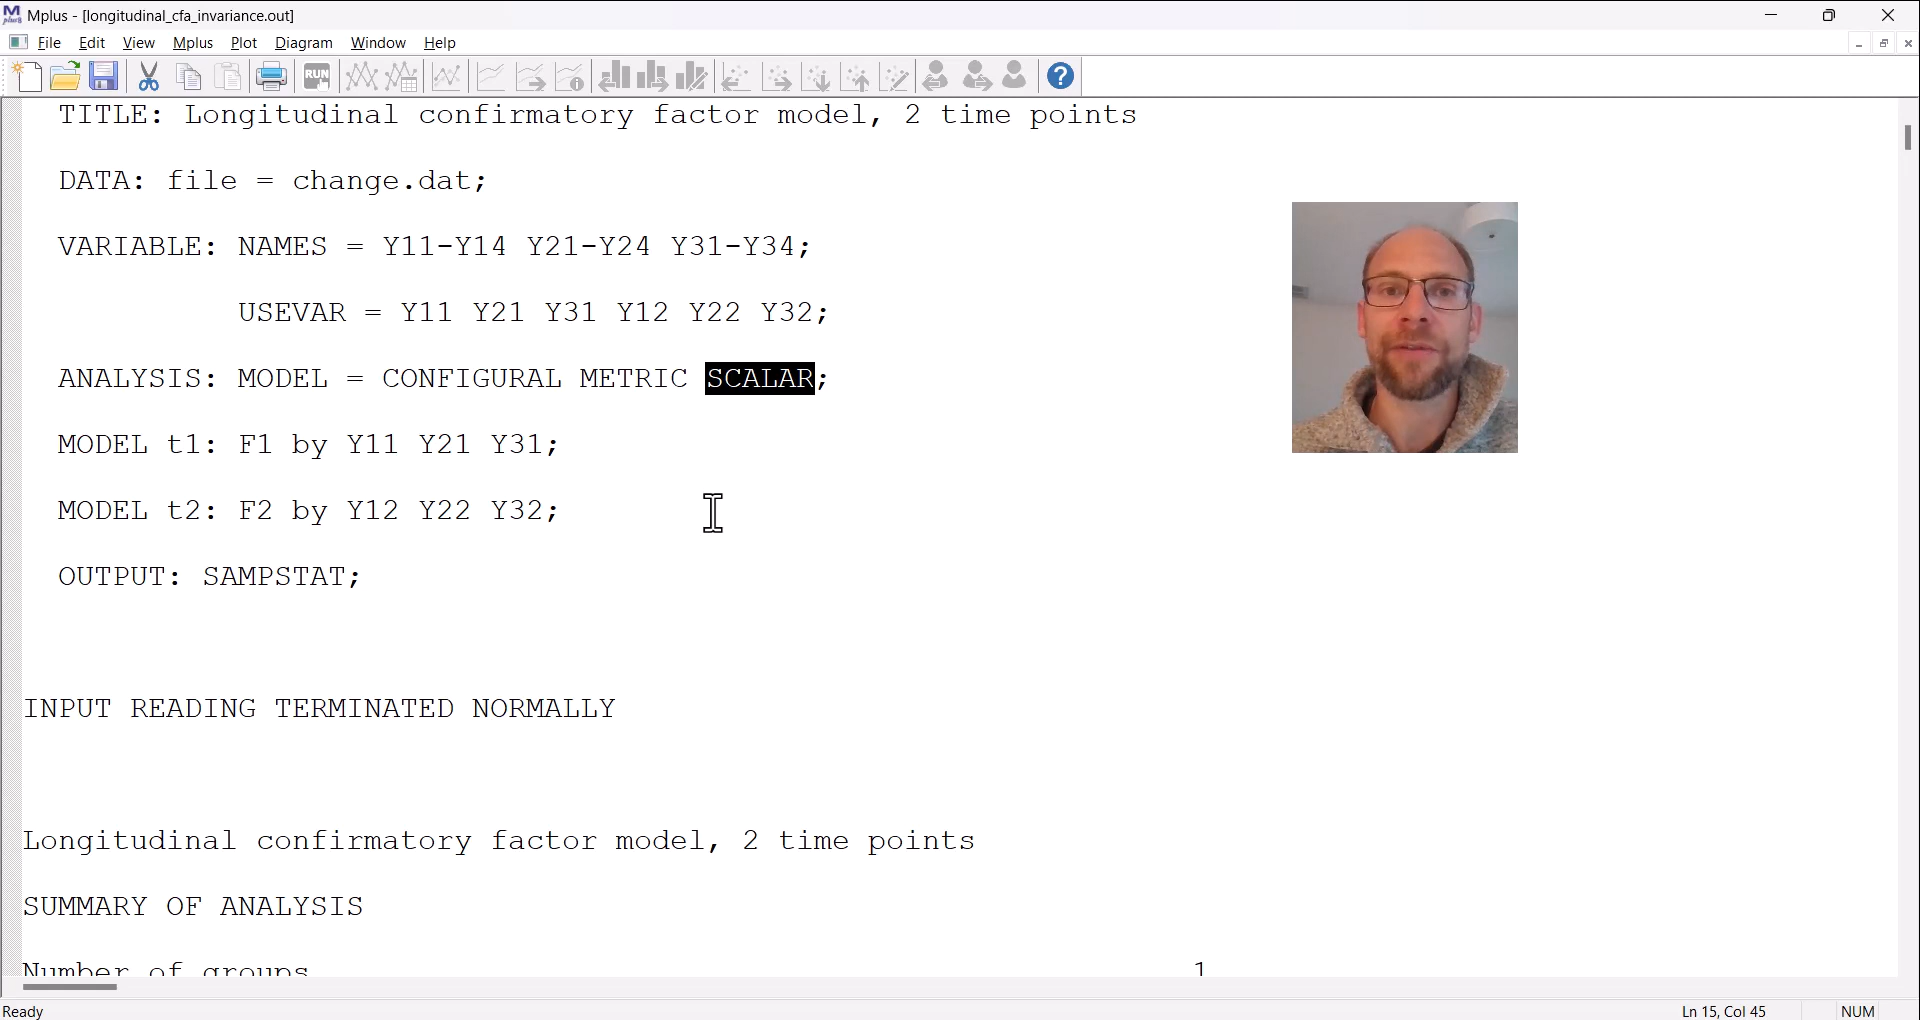 Mplus - [longitudinal_cfa_invariance.out]
File Edit View Mplus Plot Diagram Window Help
RUN
TITLE: Longitudinal confirmatory factor model, 2 time points
DATA: file = change.dat;
VARIABLE: NAMES = Y11-Y14 Y21-Y24 Y31-Y34;
USEVAR = Y11 Y21 Y31 Y12 Y22 Y32;
ANALYSIS: MODEL = CONFIGURAL METRIC SCALAR;
MODEL t1: F1 by Y11 Y21 Y31;
MODEL t2: F2 by Y12 Y22 Y32;
OUTPUT: SAMPSTAT;
INPUT READING TERMINATED NORMALLY
Longitudinal confirmatory factor model, 2 time points
SUMMARY OF ANALYSIS
Number of groups 1
Ready Ln 15, Col 45 NUM